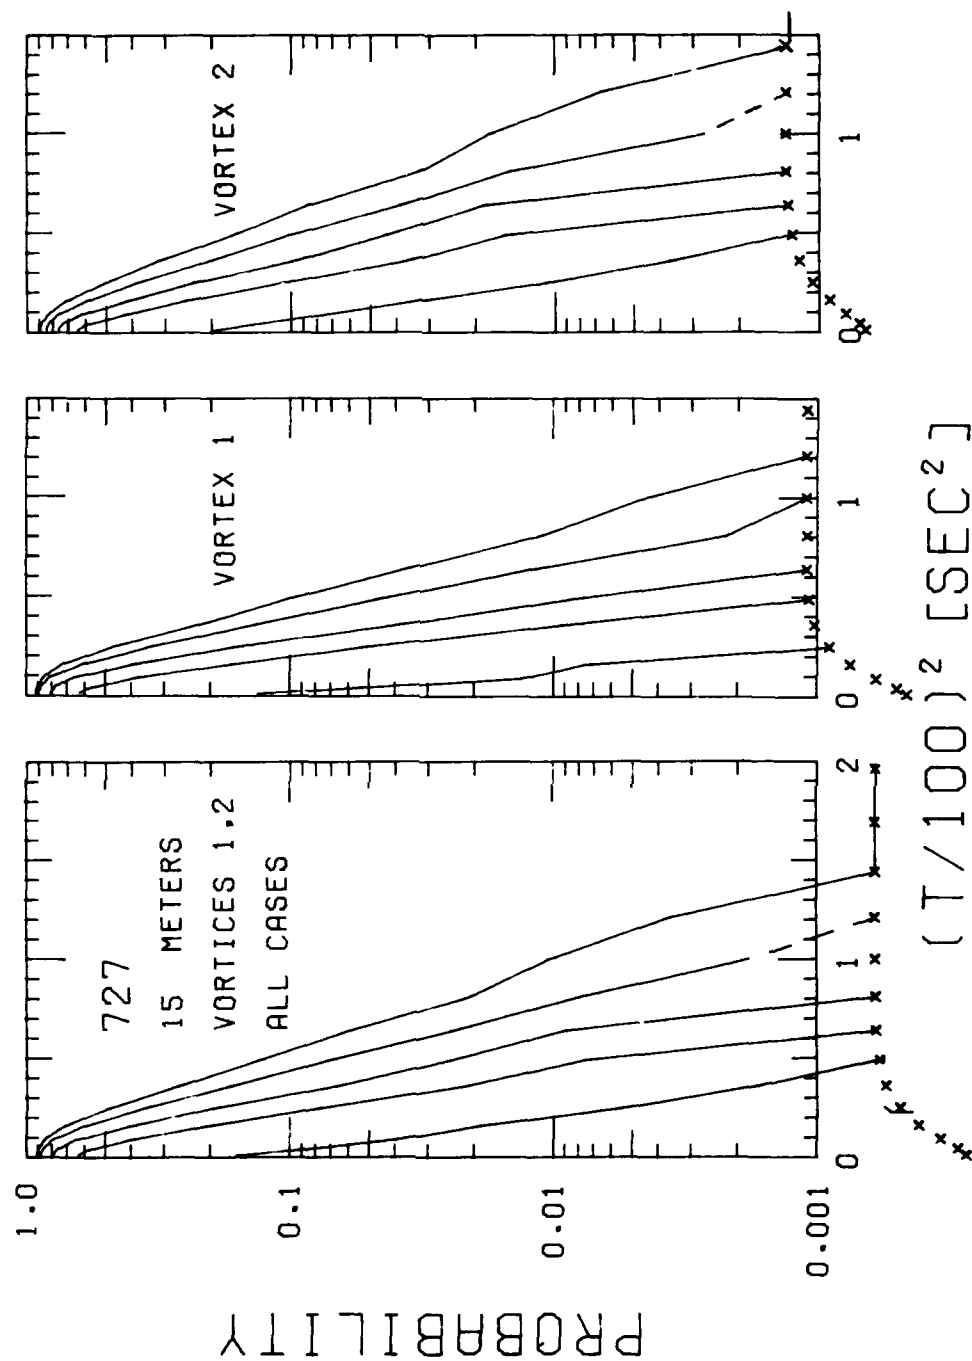 PROBABILITY
1.0
0.1
0.01
0.001
727
15 METERS
VORTICES 1,2
ALL CASES
0 1 2
VORTEX 1
0 1
VORTEX 2
0 1
(T/100)² [SEC²]